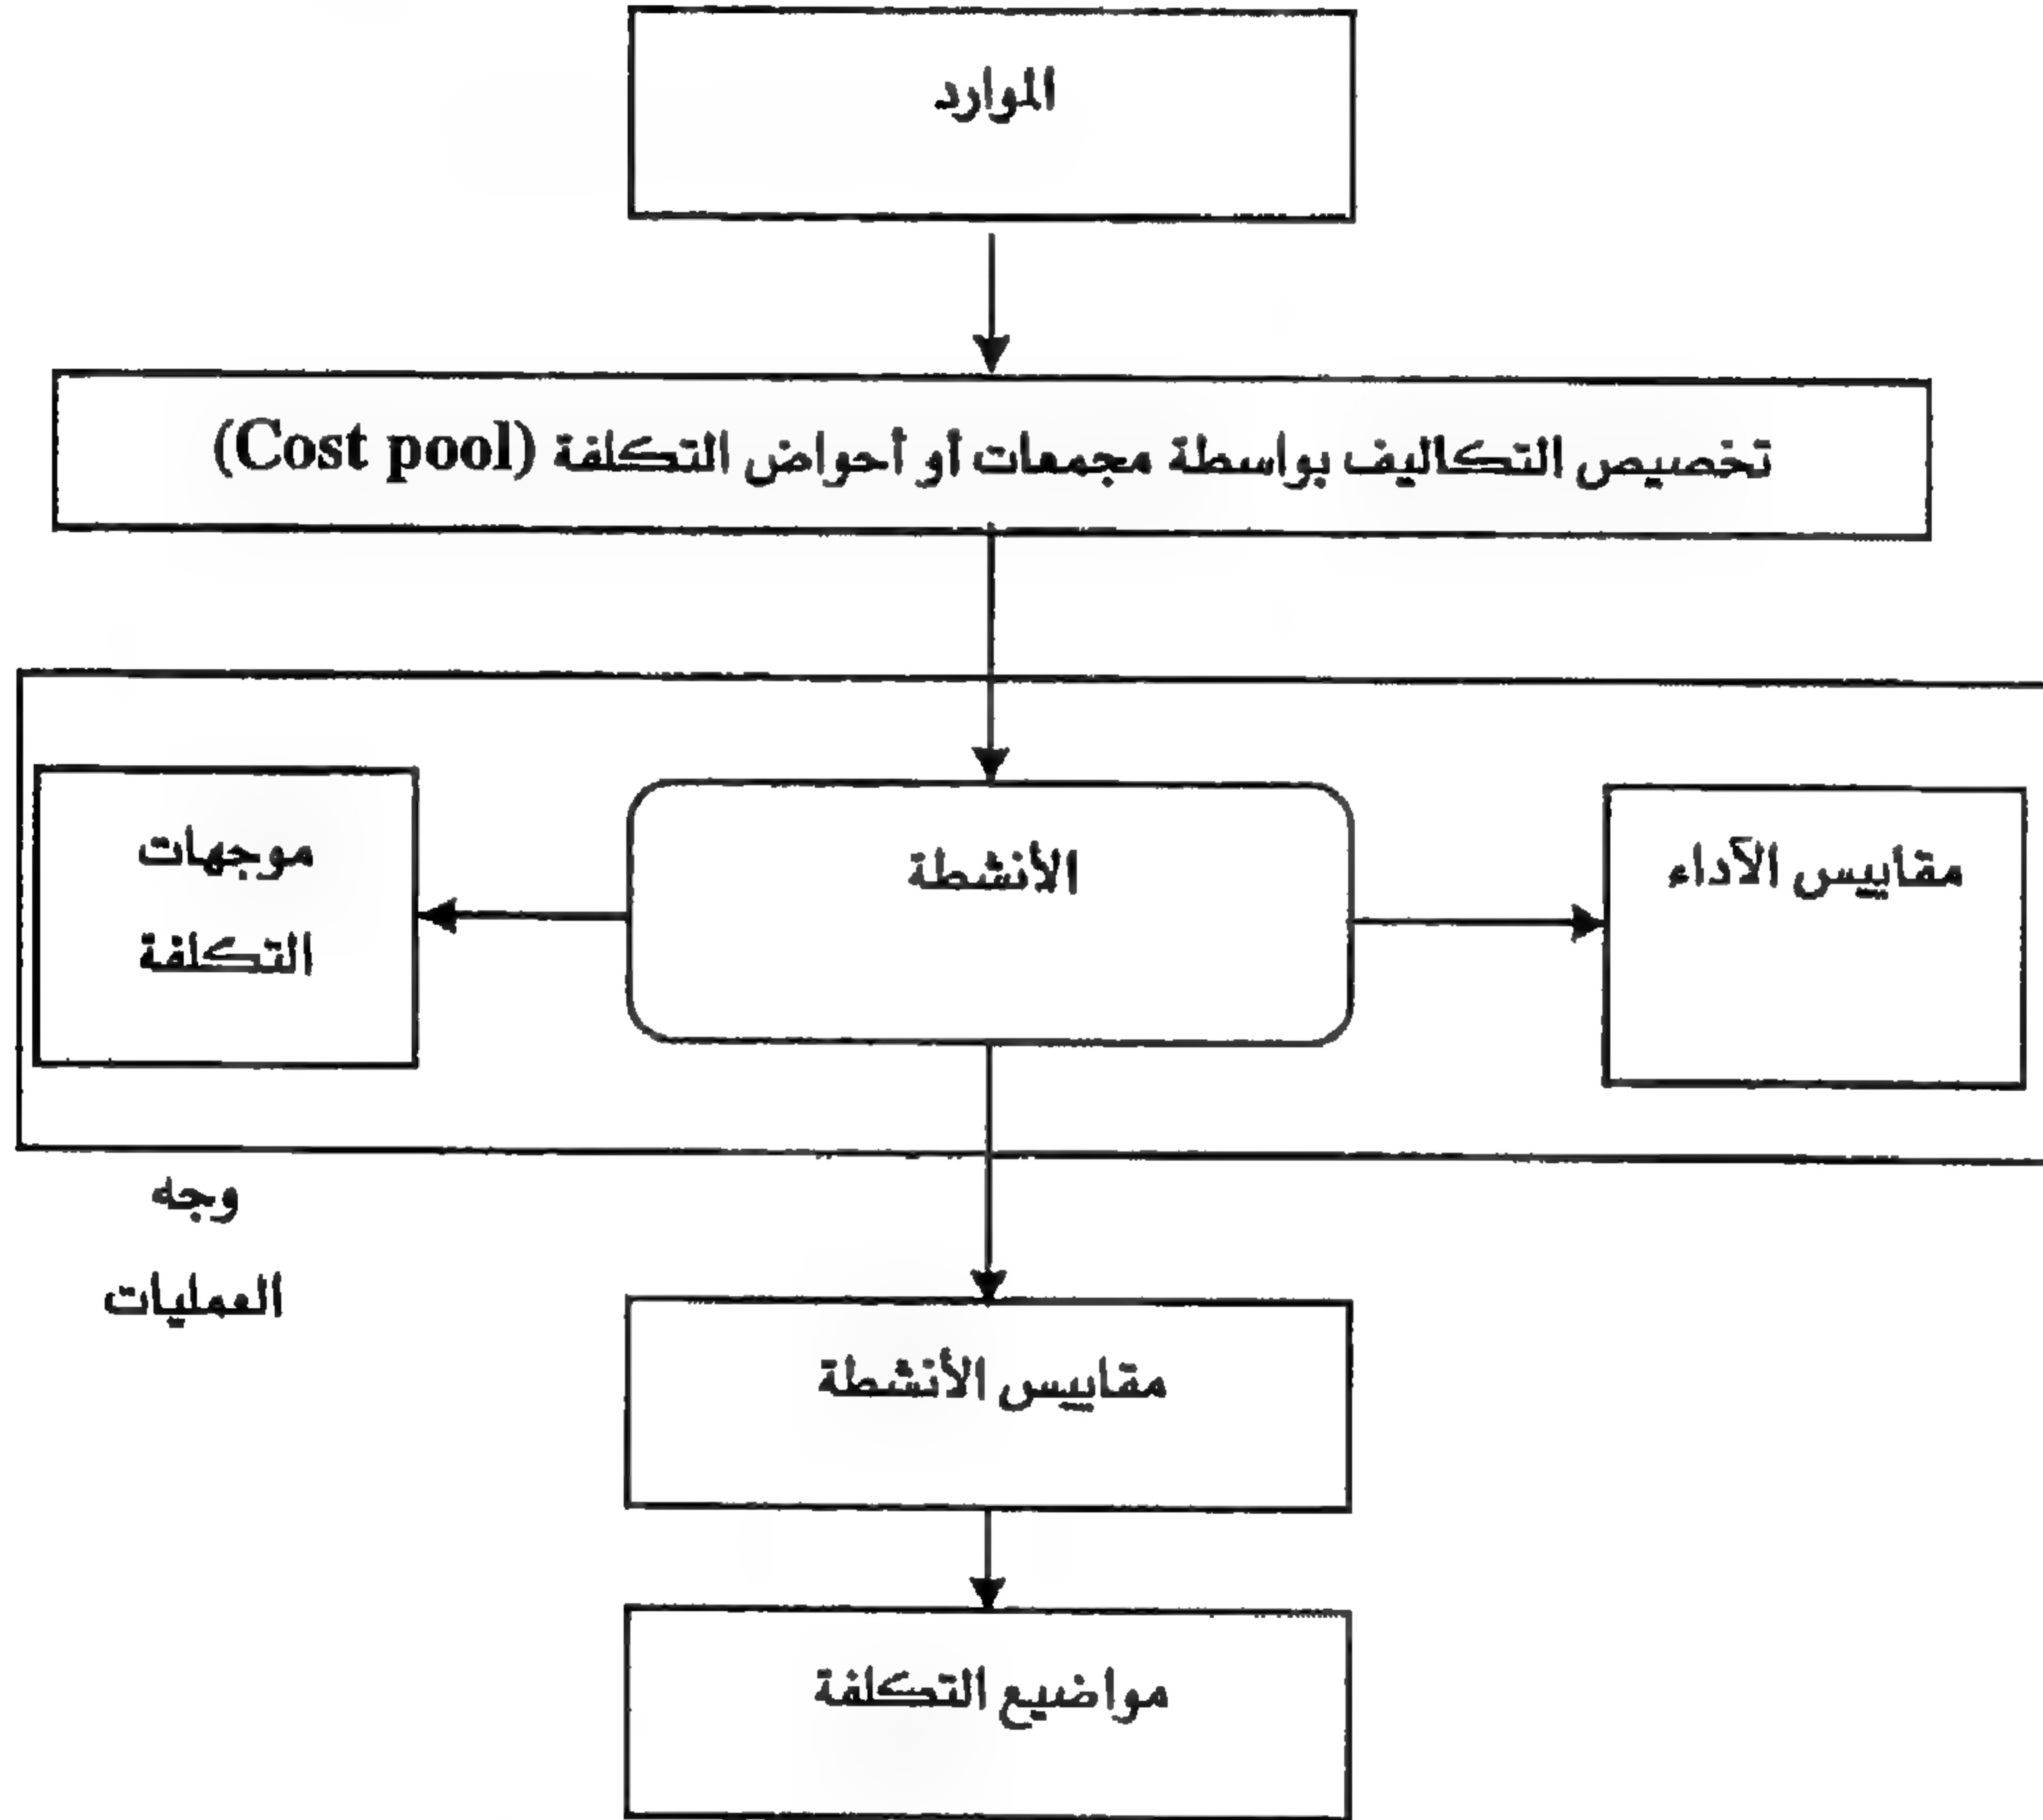 الموارد
تخصيص التكاليف بواسطة مجمعات أو أحواض التكلفة (Cost pool)
مقاييس الآداء
الأنشطة
موجهات
التكلفة
وجه
العمليات
مقاييس الأنشطة
مواضيع التكلفة